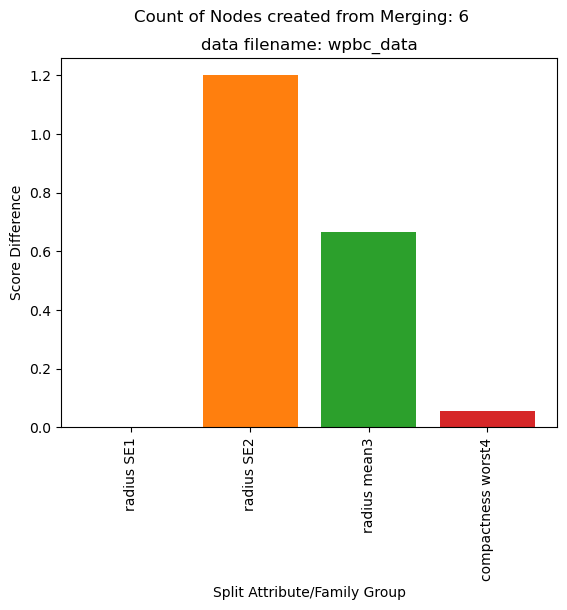 Count of Nodes created from Merging: 6
data filename: wpbc_data
Score Difference
1.2
1.0
0.8
0.6
0.4
0.2
0.0
radius SE1
radius SE2
radius mean3
compactness worst4
Split Attribute/Family Group